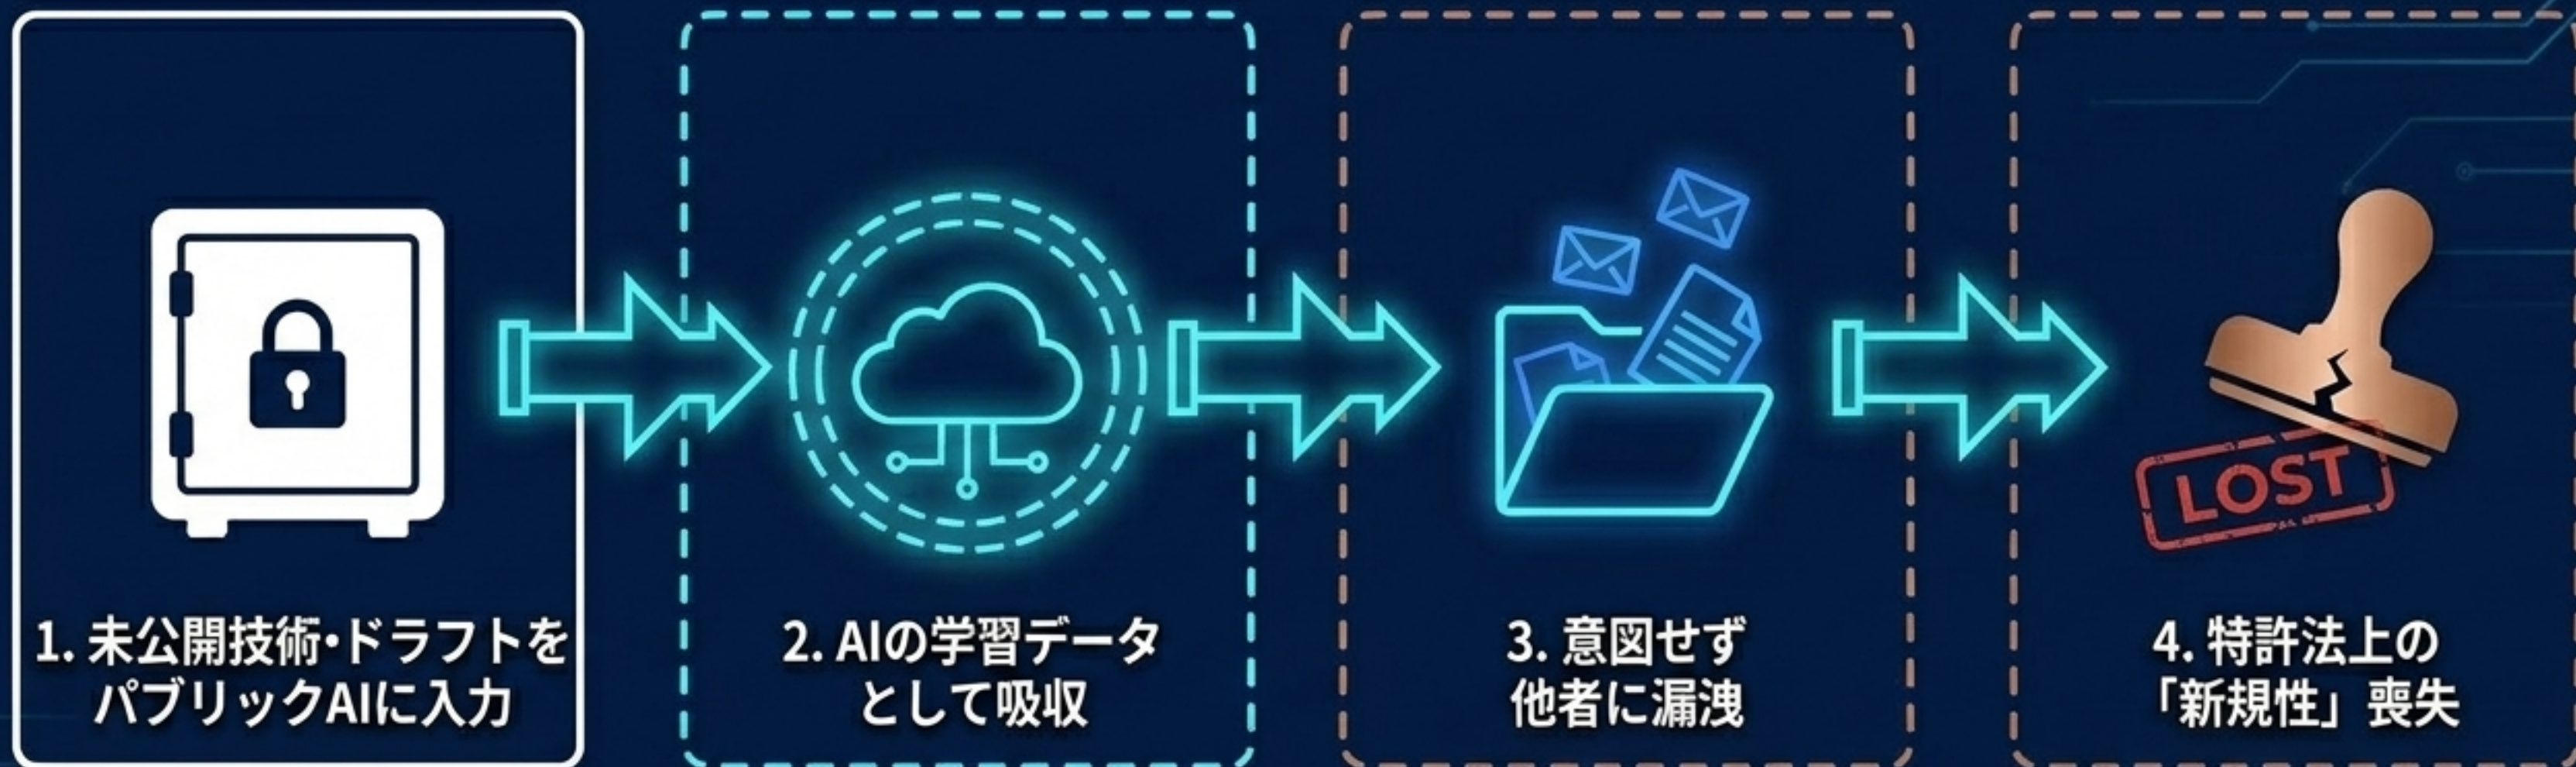 1. 未公開技術・ドラフトを
パブリックAIに入力
2. AIの学習データ
として吸収
3. 意図せず
他者に漏洩
LOST
4. 特許法上の
「新規性」喪失